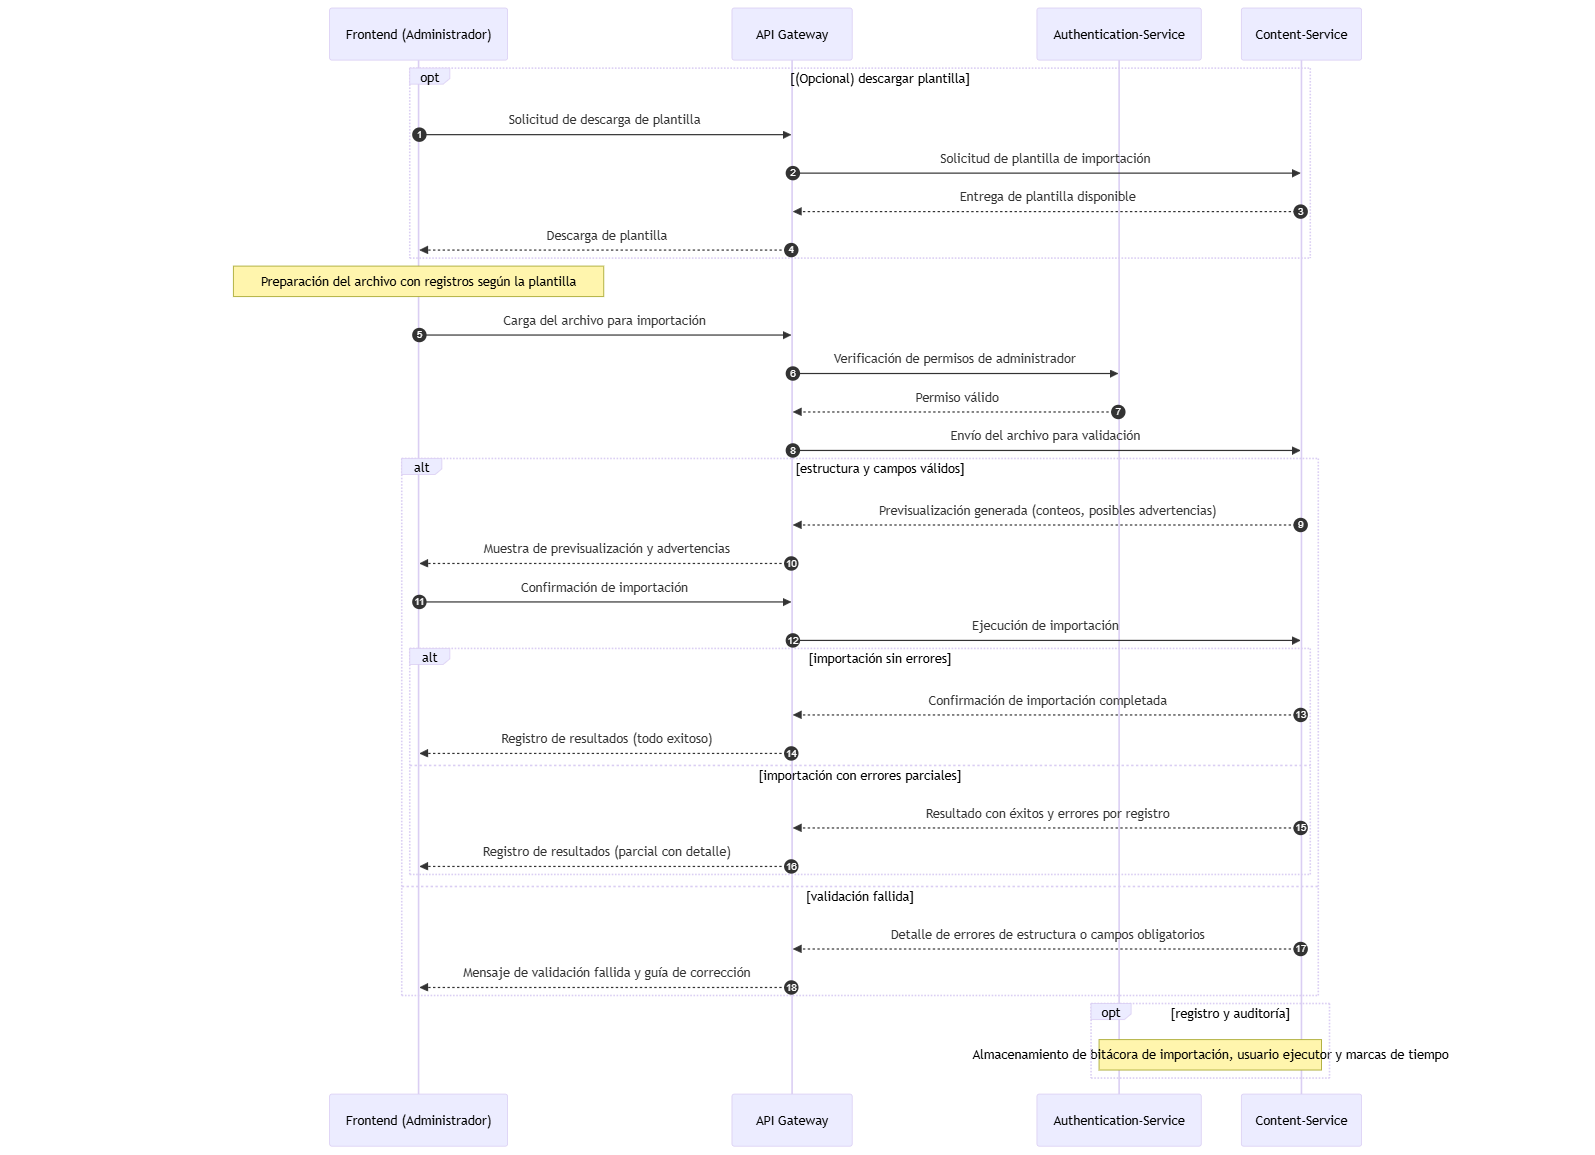 Frontend (Administrador)
API Gateway
Authentication-Service
Content-Service
opt
[(Opcional) descargar plantilla]
Solicitud de descarga de plantilla
1
Solicitud de plantilla de importación
2
Entrega de plantilla disponible
3
Descarga de plantilla
4
Preparación del archivo con registros según la plantilla
Carga del archivo para importación
5
Verificación de permisos de administrador
6
Permiso válido
7
Envío del archivo para validación
8
alt
[estructura y campos válidos]
Previsualización generada (conteos, posibles advertencias)
9
Muestra de previsualización y advertencias
10
Confirmación de importación
11
Ejecución de importación
12
alt
[importación sin errores]
Confirmación de importación completada
13
Registro de resultados (todo exitoso)
14
[importación con errores parciales]
Resultado con éxitos y errores por registro
15
Registro de resultados (parcial con detalle)
16
[validación fallida]
Detalle de errores de estructura o campos obligatorios
17
Mensaje de validación fallida y guía de corrección
18
opt
[registro y auditoría]
Almacenamiento de bitácora de importación, usuario ejecutor y marcas de tiempo
Frontend (Administrador)
API Gateway
Authentication-Service
Content-Service